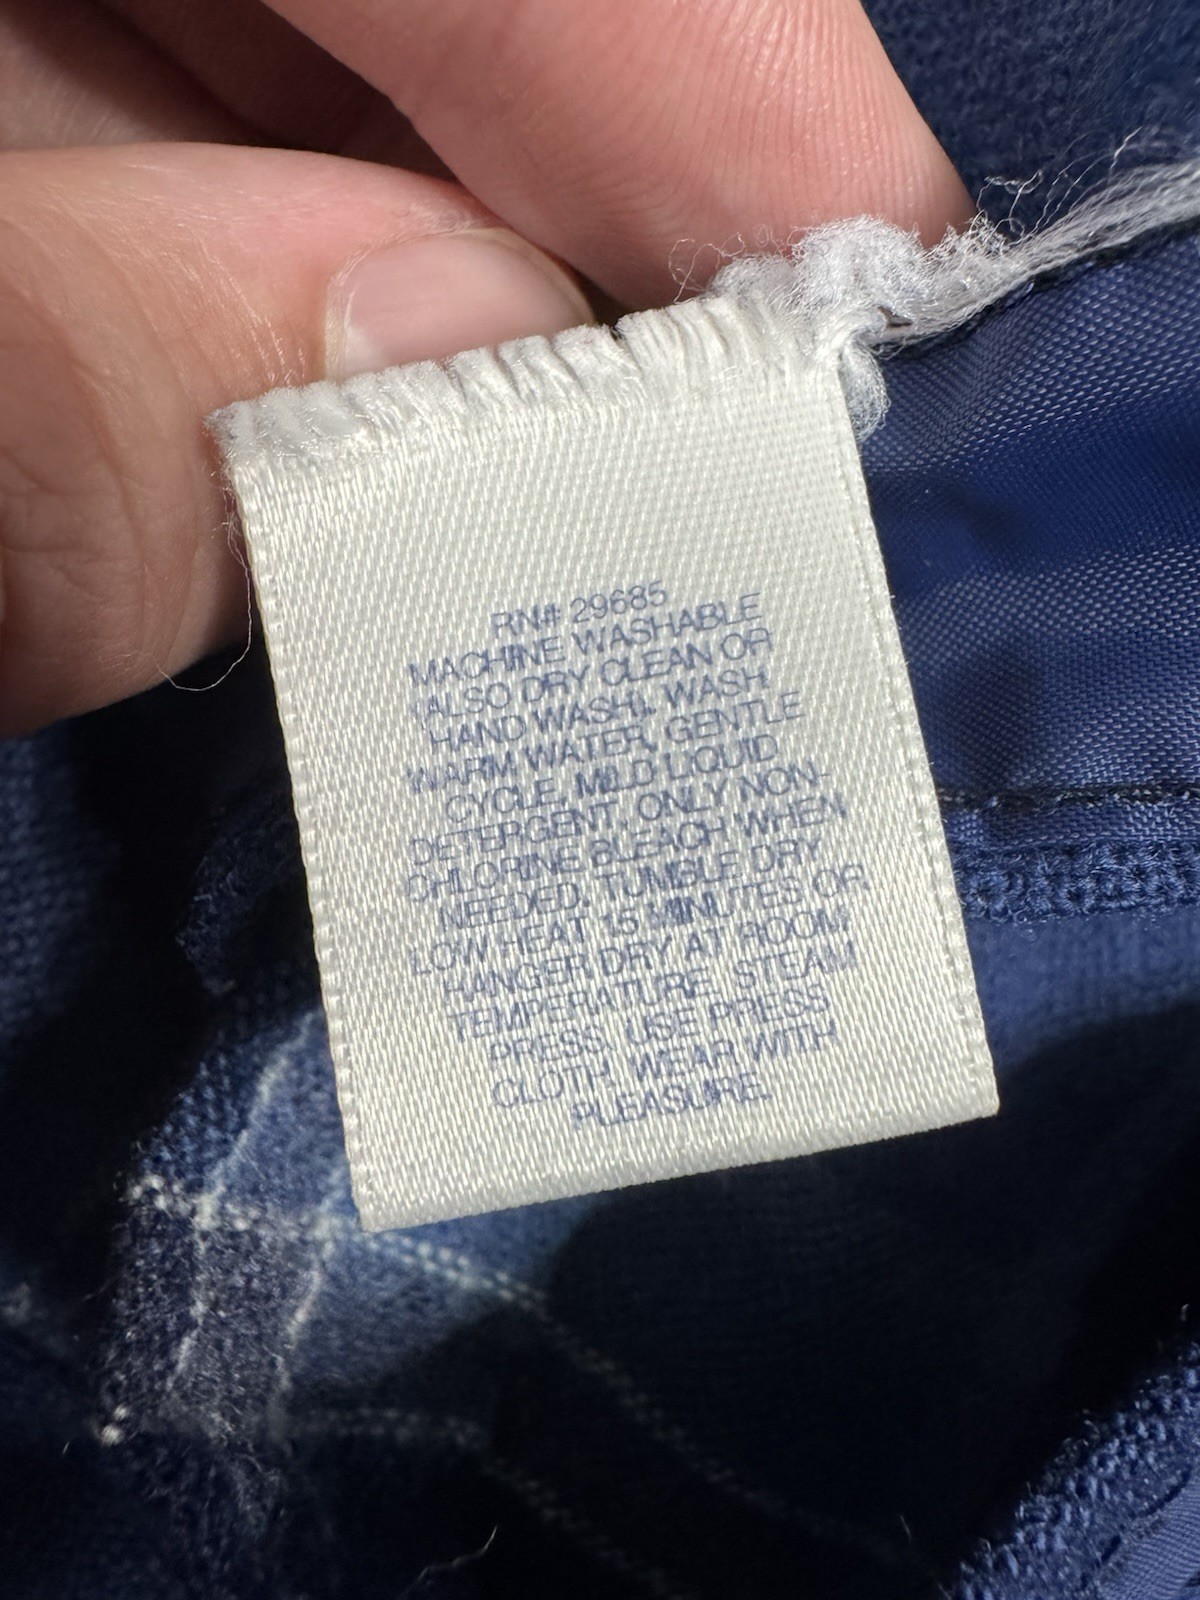 RN# 29685
MACHINE WASHABLE
(ALSO DRY CLEAN OR
HAND WASH). WASH
WARM WATER, GENTLE
CYCLE, MILD LIQUID
DETERGENT. ONLY NON-
CHLORINE BLEACH WHEN
NEEDED. TUMBLE DRY
LOW HEAT 15 MINUTES OR
HANGER DRY AT ROOM
TEMPERATURE. STEAM
PRESS. USE PRESS
CLOTH. WEAR WITH
PLEASURE.